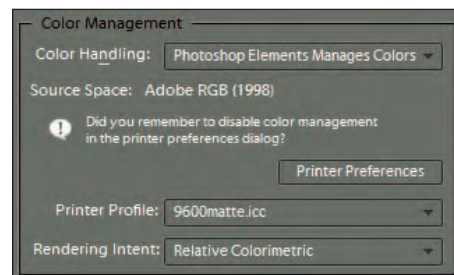 Color Management
Color Handling: Photoshop Elements Manages Colors
Source Space: Adobe RGB (1998)
Did you remember to disable color management
in the printer preferences dialog?
Printer Preferences
Printer Profile: 9600matte.icc
Rendering Intent: Relative Colorimetric